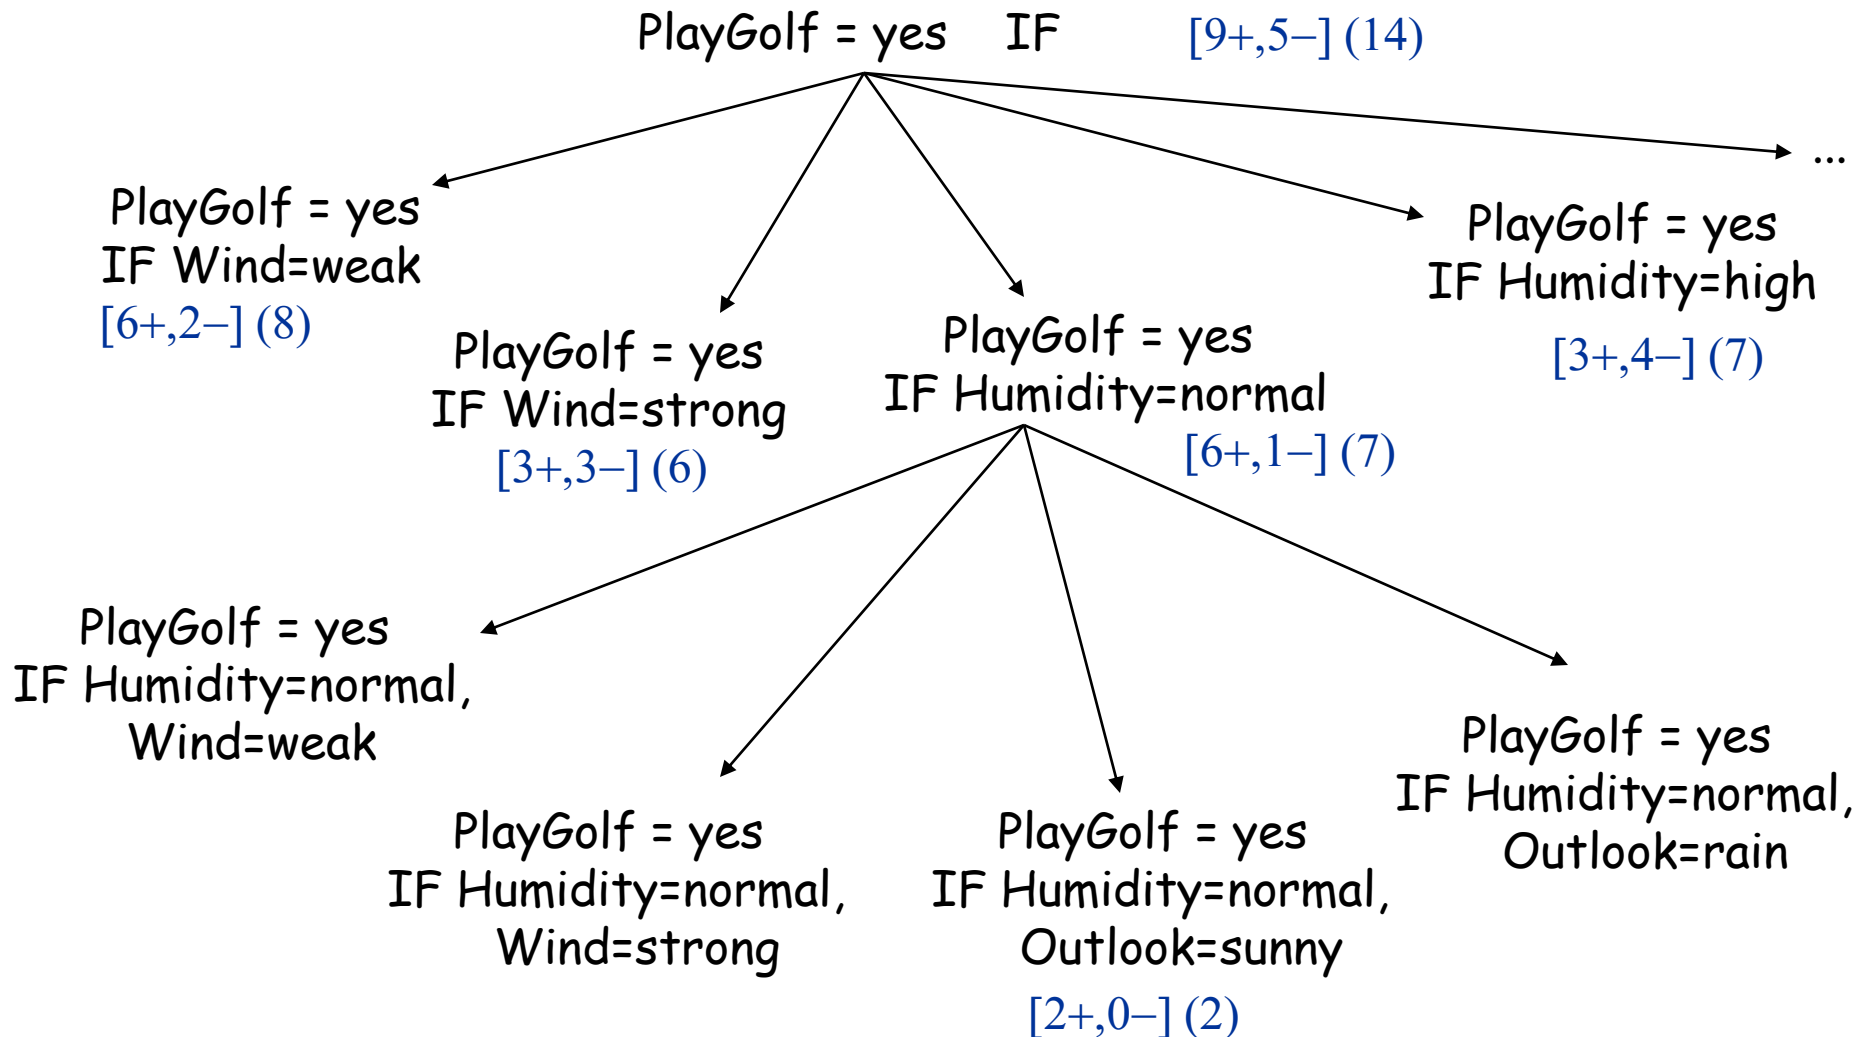 PlayGolf = yes IF [9+,5−] (14)
...
PlayGolf = yes
IF Wind=weak
[6+,2−] (8)
PlayGolf = yes
IF Wind=strong
[3+,3−] (6)
PlayGolf = yes
IF Humidity=normal
[6+,1−] (7)
PlayGolf = yes
IF Humidity=high
[3+,4−] (7)
PlayGolf = yes
IF Humidity=normal,
Wind=weak
PlayGolf = yes
IF Humidity=normal,
Wind=strong
PlayGolf = yes
IF Humidity=normal,
Outlook=sunny
[2+,0−] (2)
PlayGolf = yes
IF Humidity=normal,
Outlook=rain